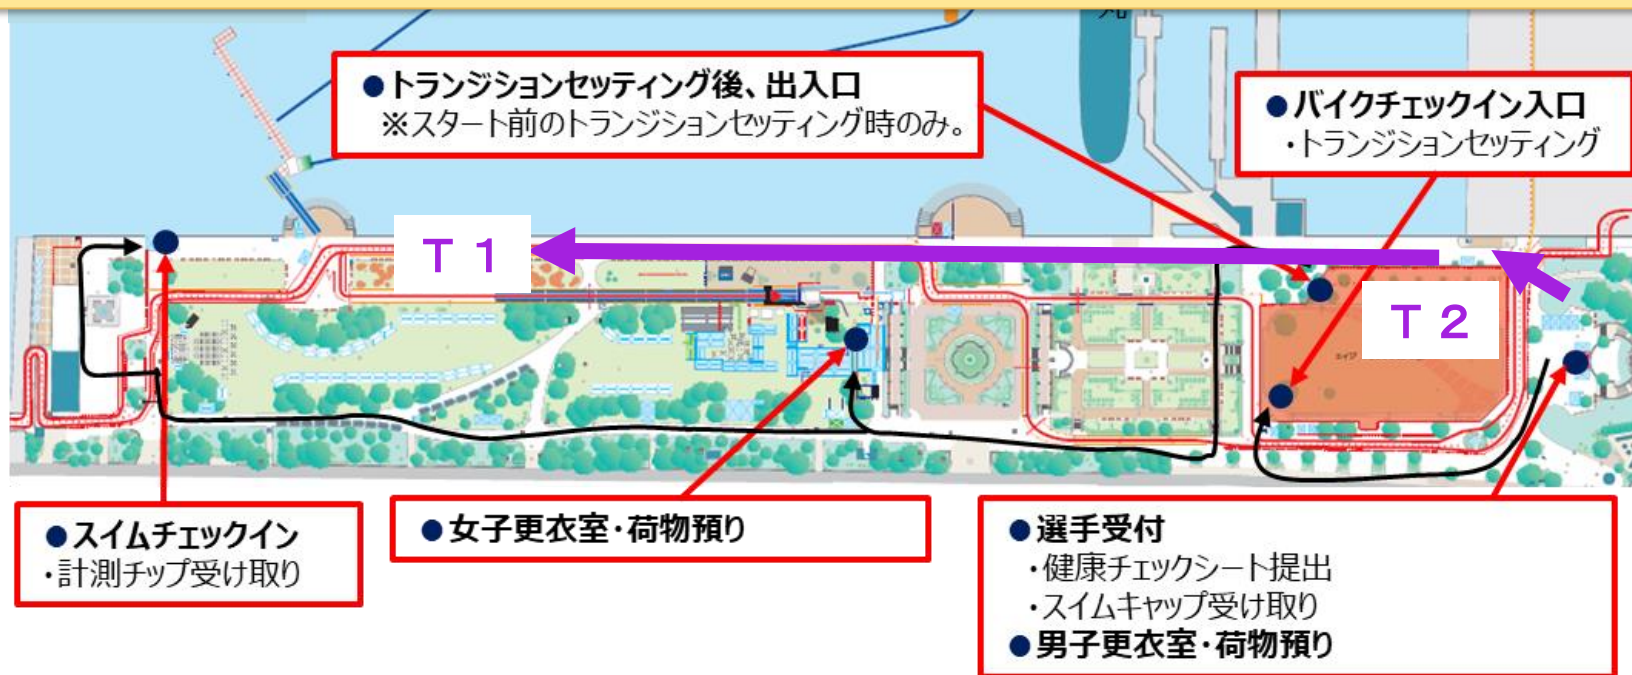 ●トランジションセッティング後、出入口
※スタート前のトランジションセッティング時のみ。
●バイクチェックイン入口
・トランジションセッティング
Ｔ １
Ｔ ２
●スイムチェックイン
・計測チップ受け取り
●女子更衣室・荷物預り
●選手受付
・健康チェックシート提出
・スイムキャップ受け取り
●男子更衣室・荷物預り